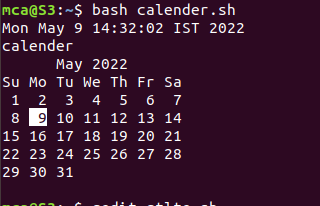 mca@S3:~$ bash calender.sh
Mon May 9 14:32:02 IST 2022
calender
      May 2022
Su Mo Tu We Th Fr Sa
 1  2  3  4  5  6  7
 8  9 10 11 12 13 14
15 16 17 18 19 20 21
22 23 24 25 26 27 28
29 30 31